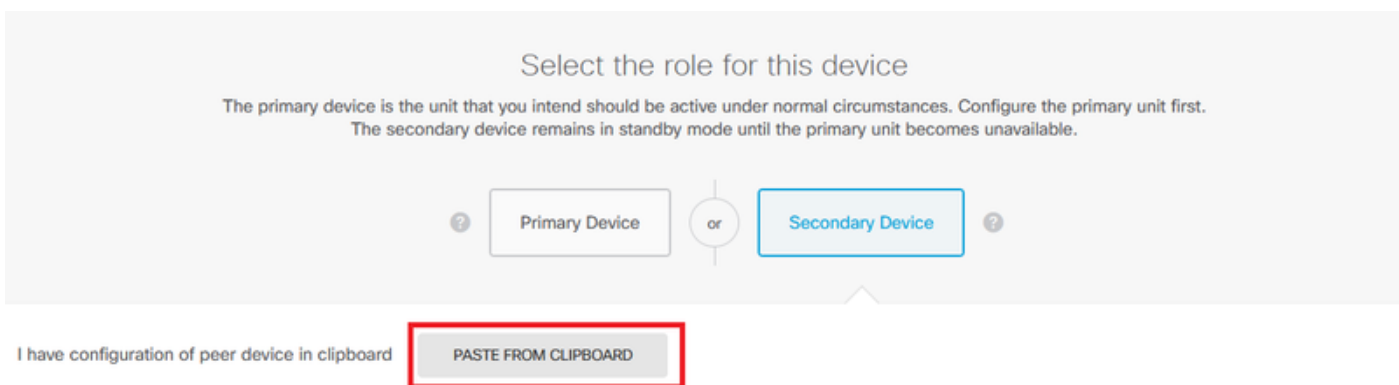 Select the role for this device
The primary device is the unit that you intend should be active under normal circumstances. Configure the primary unit first.
The secondary device remains in standby mode until the primary unit becomes unavailable.
? Primary Device or Secondary Device ?
I have configuration of peer device in clipboard PASTE FROM CLIPBOARD